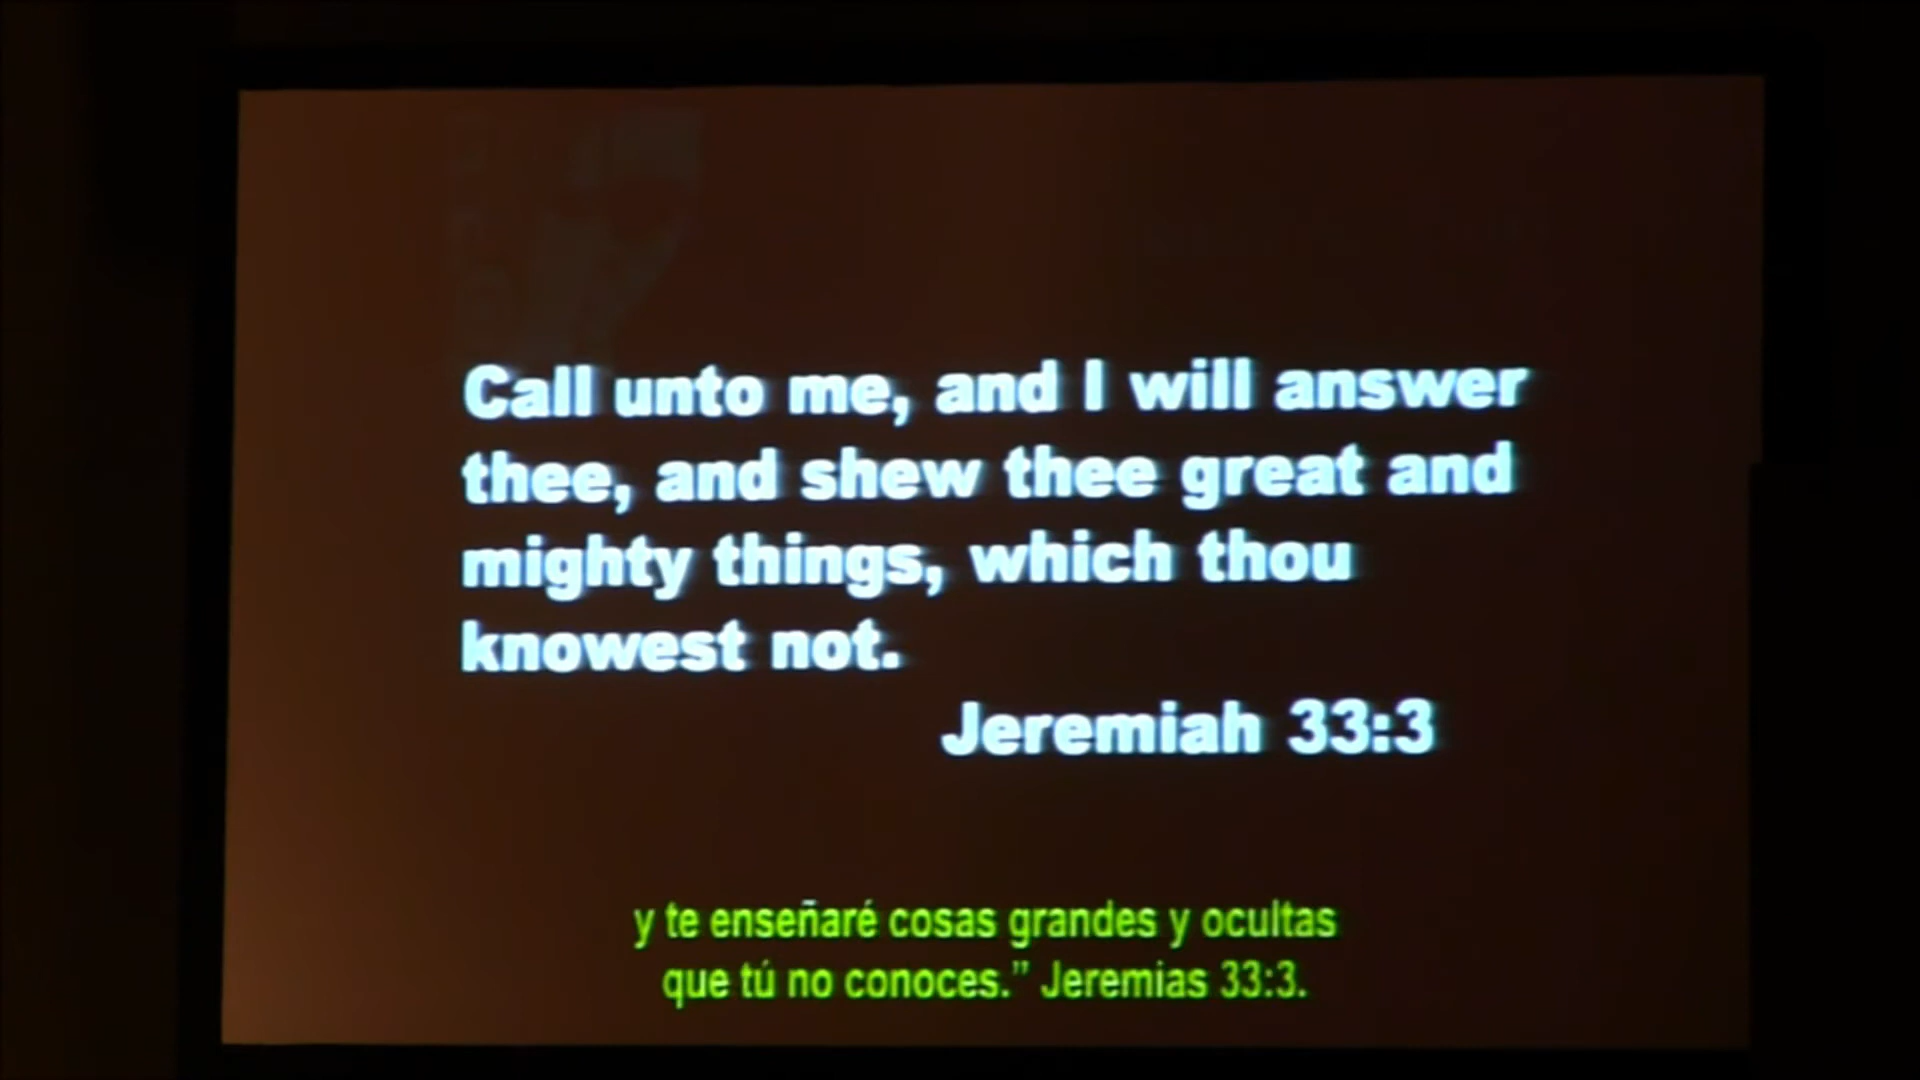 Call unto me, and I will answer
thee, and shew thee great and
mighty things, which thou
knowest not.
Jeremiah 33:3
y te enseñaré cosas grandes y ocultas
que tú no conoces.” Jeremias 33:3.